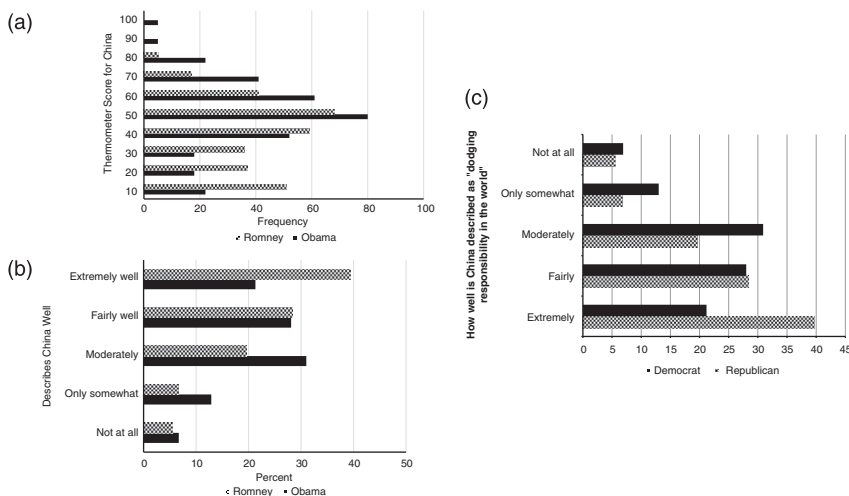 (a)
Thermometer Score for China
100
90
80
70
60
50
40
30
20
10
0 20 40 60 80 100
Frequency
Romney Obama
(b)
Describes China Well
Extremely well
Fairly well
Moderately
Only somewhat
Not at all
0 10 20 30 40 50
Percent
Romney Obama
(c)
How well is China described as "dodging
responsibility in the world"
Not at all
Only somewhat
Moderately
Fairly
Extremely
0 5 10 15 20 25 30 35 40 45
Democrat Republican